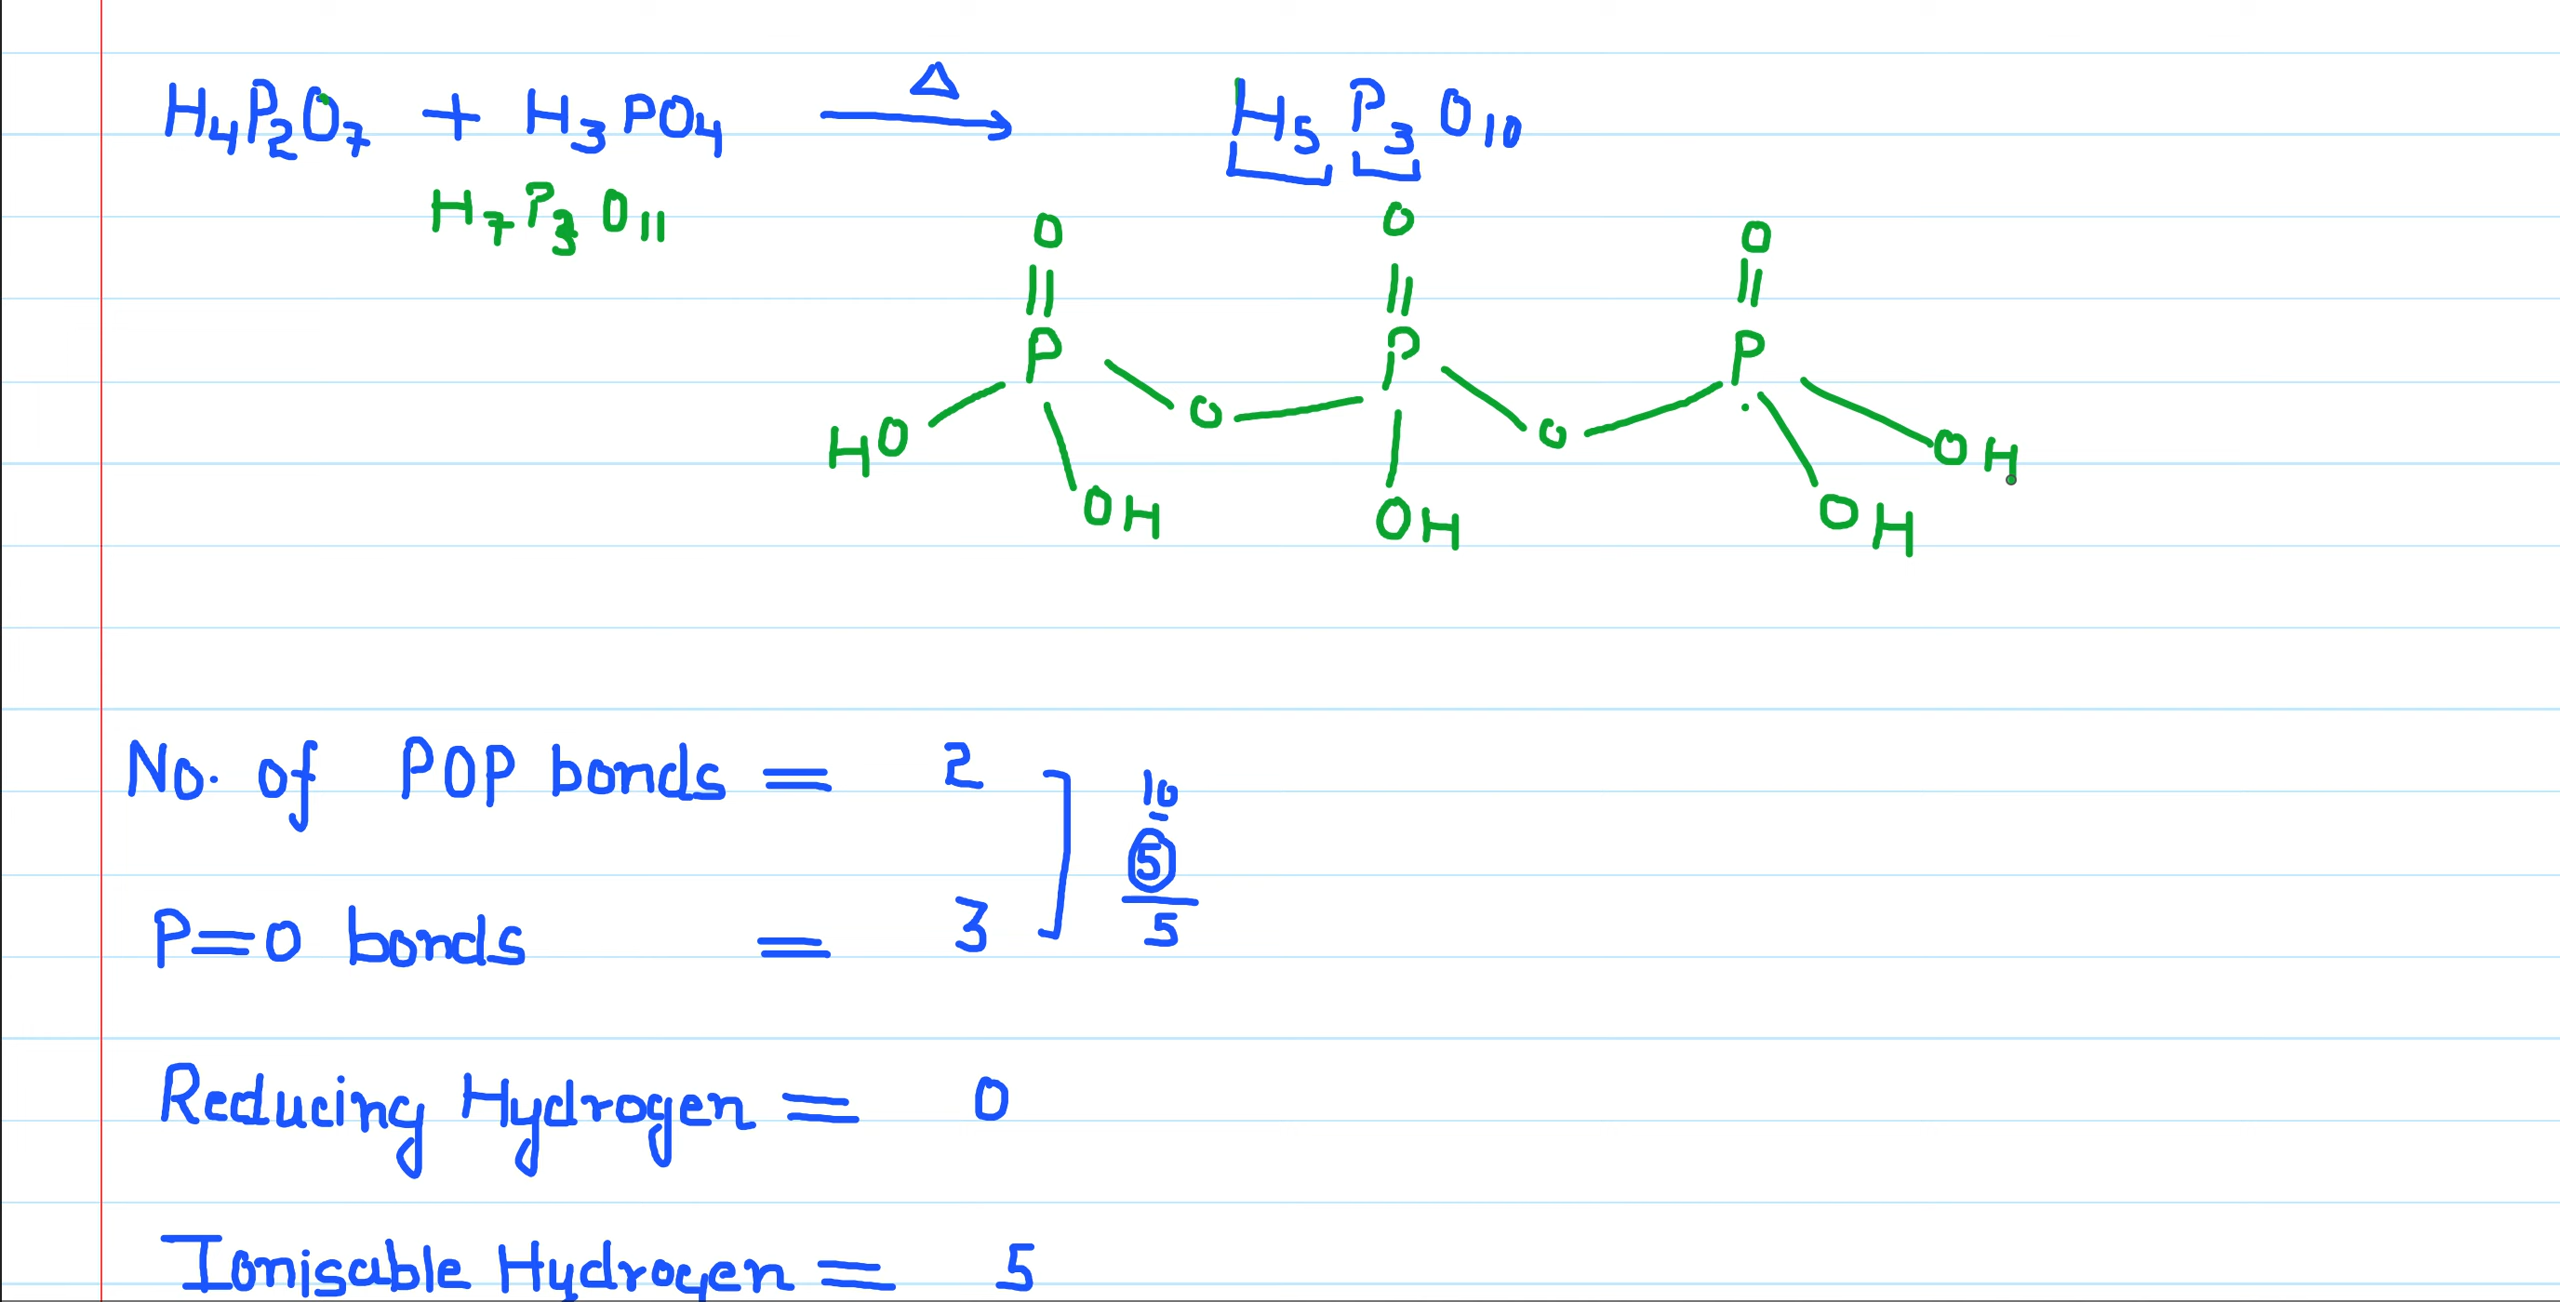 H₄P₂O₇ + H₃PO₄ →(Δ) H₅P₃O₁₀
H₇P₃O₁₁
O O O
|| || ||
P P P
HO O O OH
OH OH OH
No. of POP bonds = 2
10
-
5
5
P=O bonds = 3
Reducing Hydrogen = 0
Ionisable Hydrogen = 5